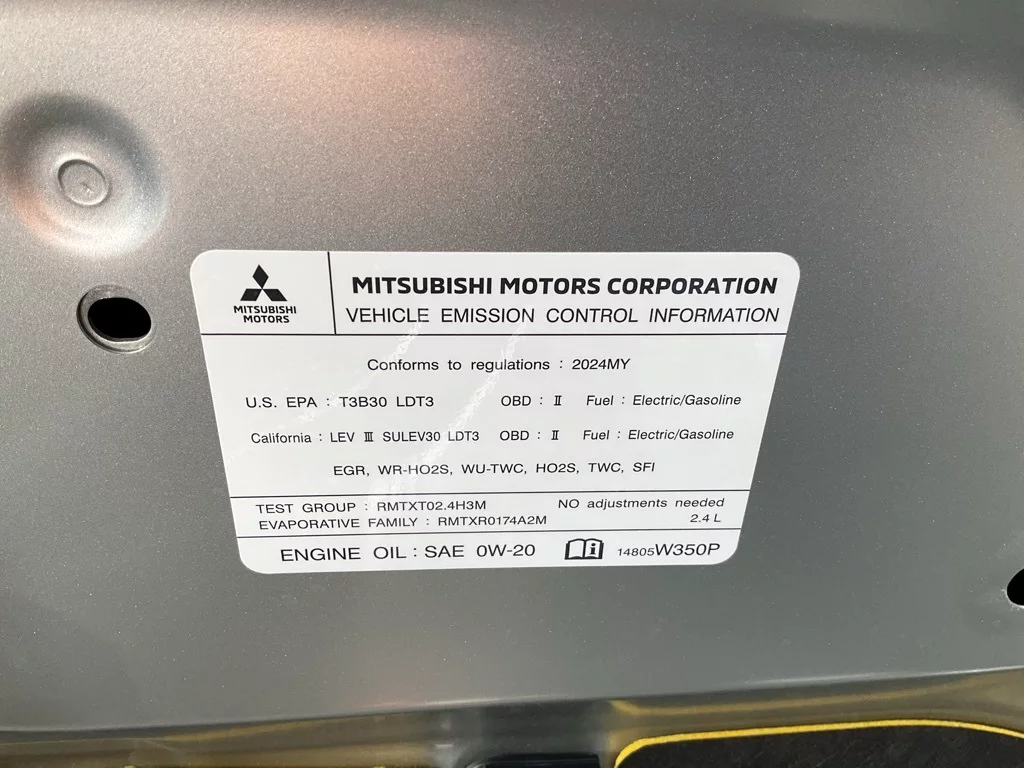 MITSUBISHI
MOTORS
MITSUBISHI MOTORS CORPORATION
VEHICLE EMISSION CONTROL INFORMATION
Conforms to regulations : 2024MY
U.S. EPA : T3B30 LDT3 OBD : Ⅱ Fuel : Electric/Gasoline
California : LEV Ⅲ SULEV30 LDT3 OBD : Ⅱ Fuel : Electric/Gasoline
EGR, WR-HO2S, WU-TWC, HO2S, TWC, SFI
TEST GROUP : RMTXT02.4H3M NO adjustments needed
EVAPORATIVE FAMILY : RMTXR0174A2M 2.4 L
ENGINE OIL : SAE 0W-20 14805W350P